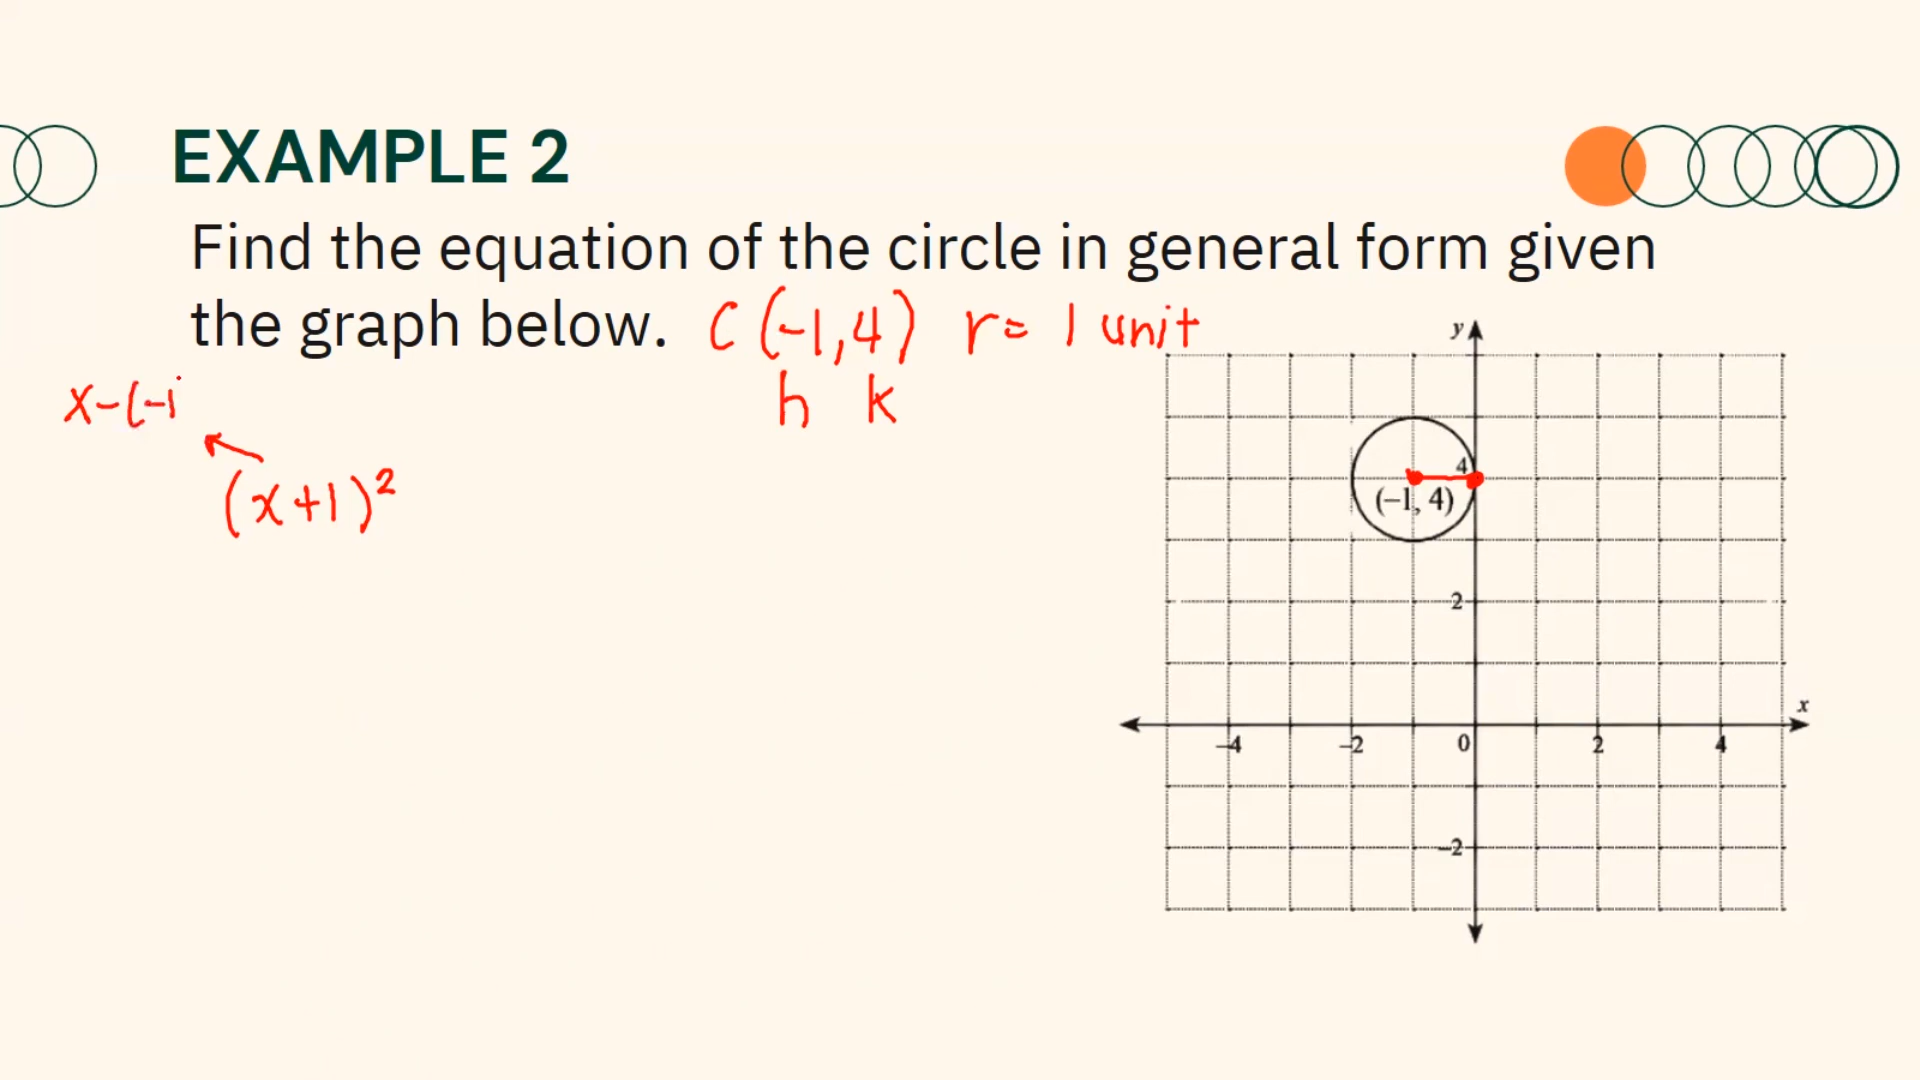 EXAMPLE 2
Find the equation of the circle in general form given
the graph below. C (-1,4) r= 1 unit
h k
x-(-1
(x+1)²
y
4
(–1, 4)
2
x
–4 –2 0 2 4
–2